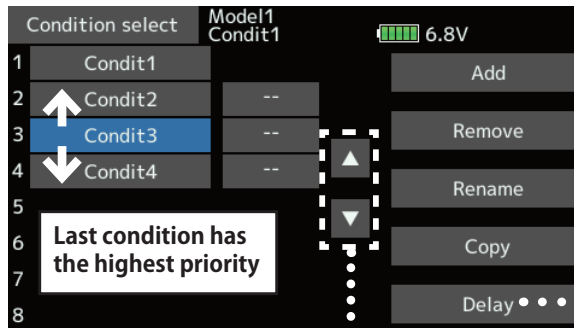 Condition select
Model1
Condit1
6.8V
1 Condit1
2 Condit2 --
3 Condit3 --
4 Condit4 --
5
6
7
8
Last condition has
the highest priority
▲
▼
Add
Remove
Rename
Copy
Delay